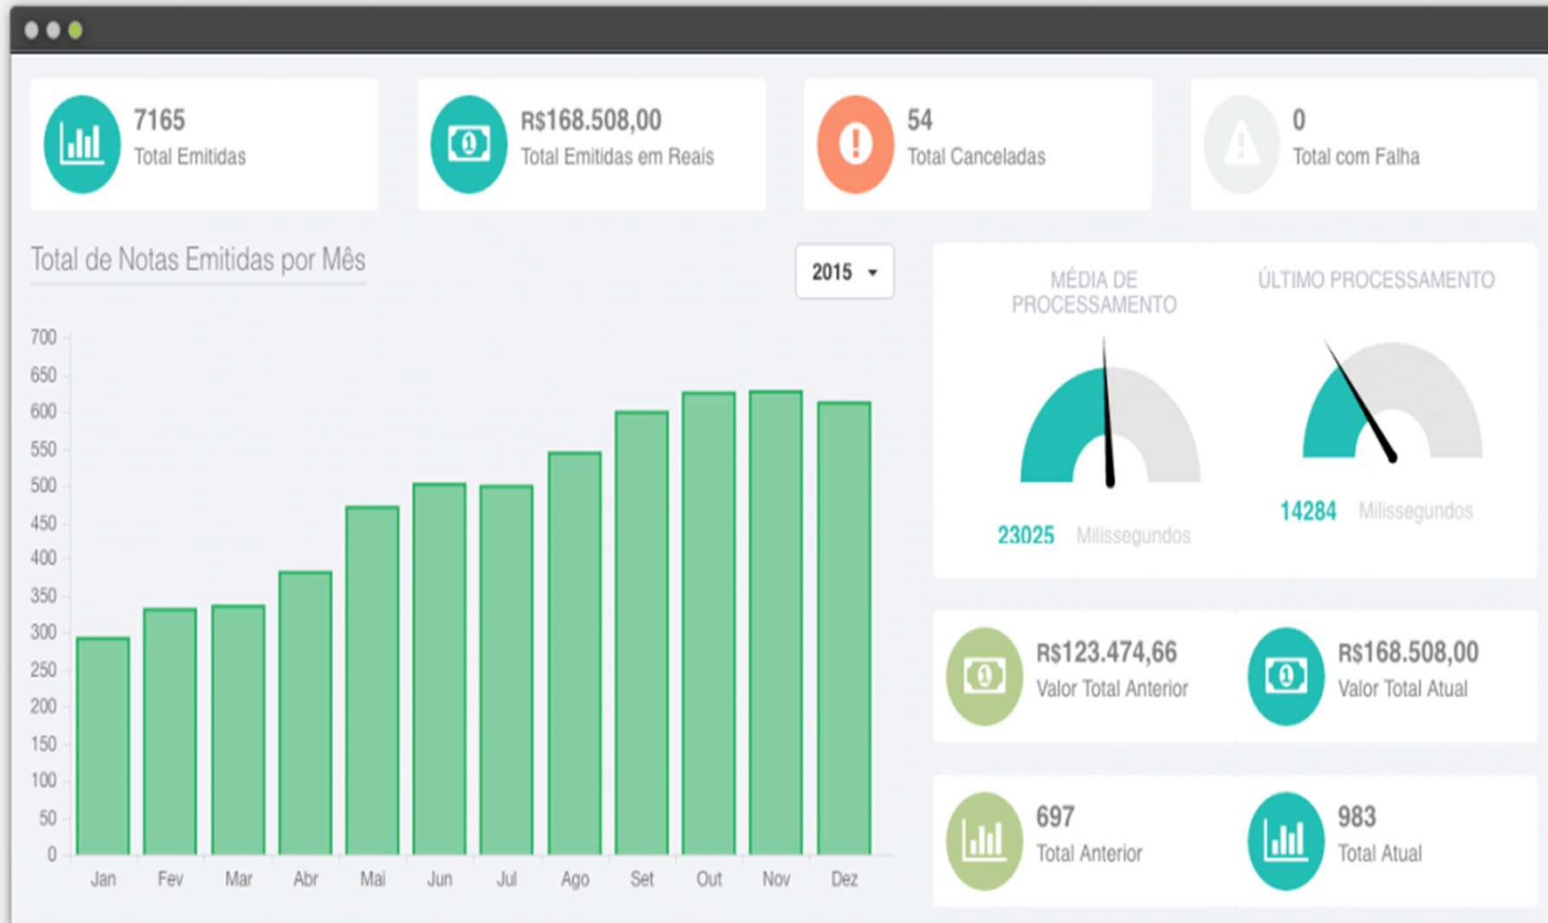 7165
Total Emitidas
R$168.508,00
Total Emitidas em Reais
54
Total Canceladas
0
Total com Falha
Total de Notas Emitidas por Mês
2015
700
650
600
550
500
450
400
350
300
250
200
150
100
50
0
Jan Fev Mar Abr Mai Jun Jul Ago Set Out Nov Dez
MÉDIA DE
PROCESSAMENTO
23025 Milissegundos
ÚLTIMO PROCESSAMENTO
14284 Milissegundos
R$123.474,66
Valor Total Anterior
R$168.508,00
Valor Total Atual
697
Total Anterior
983
Total Atual